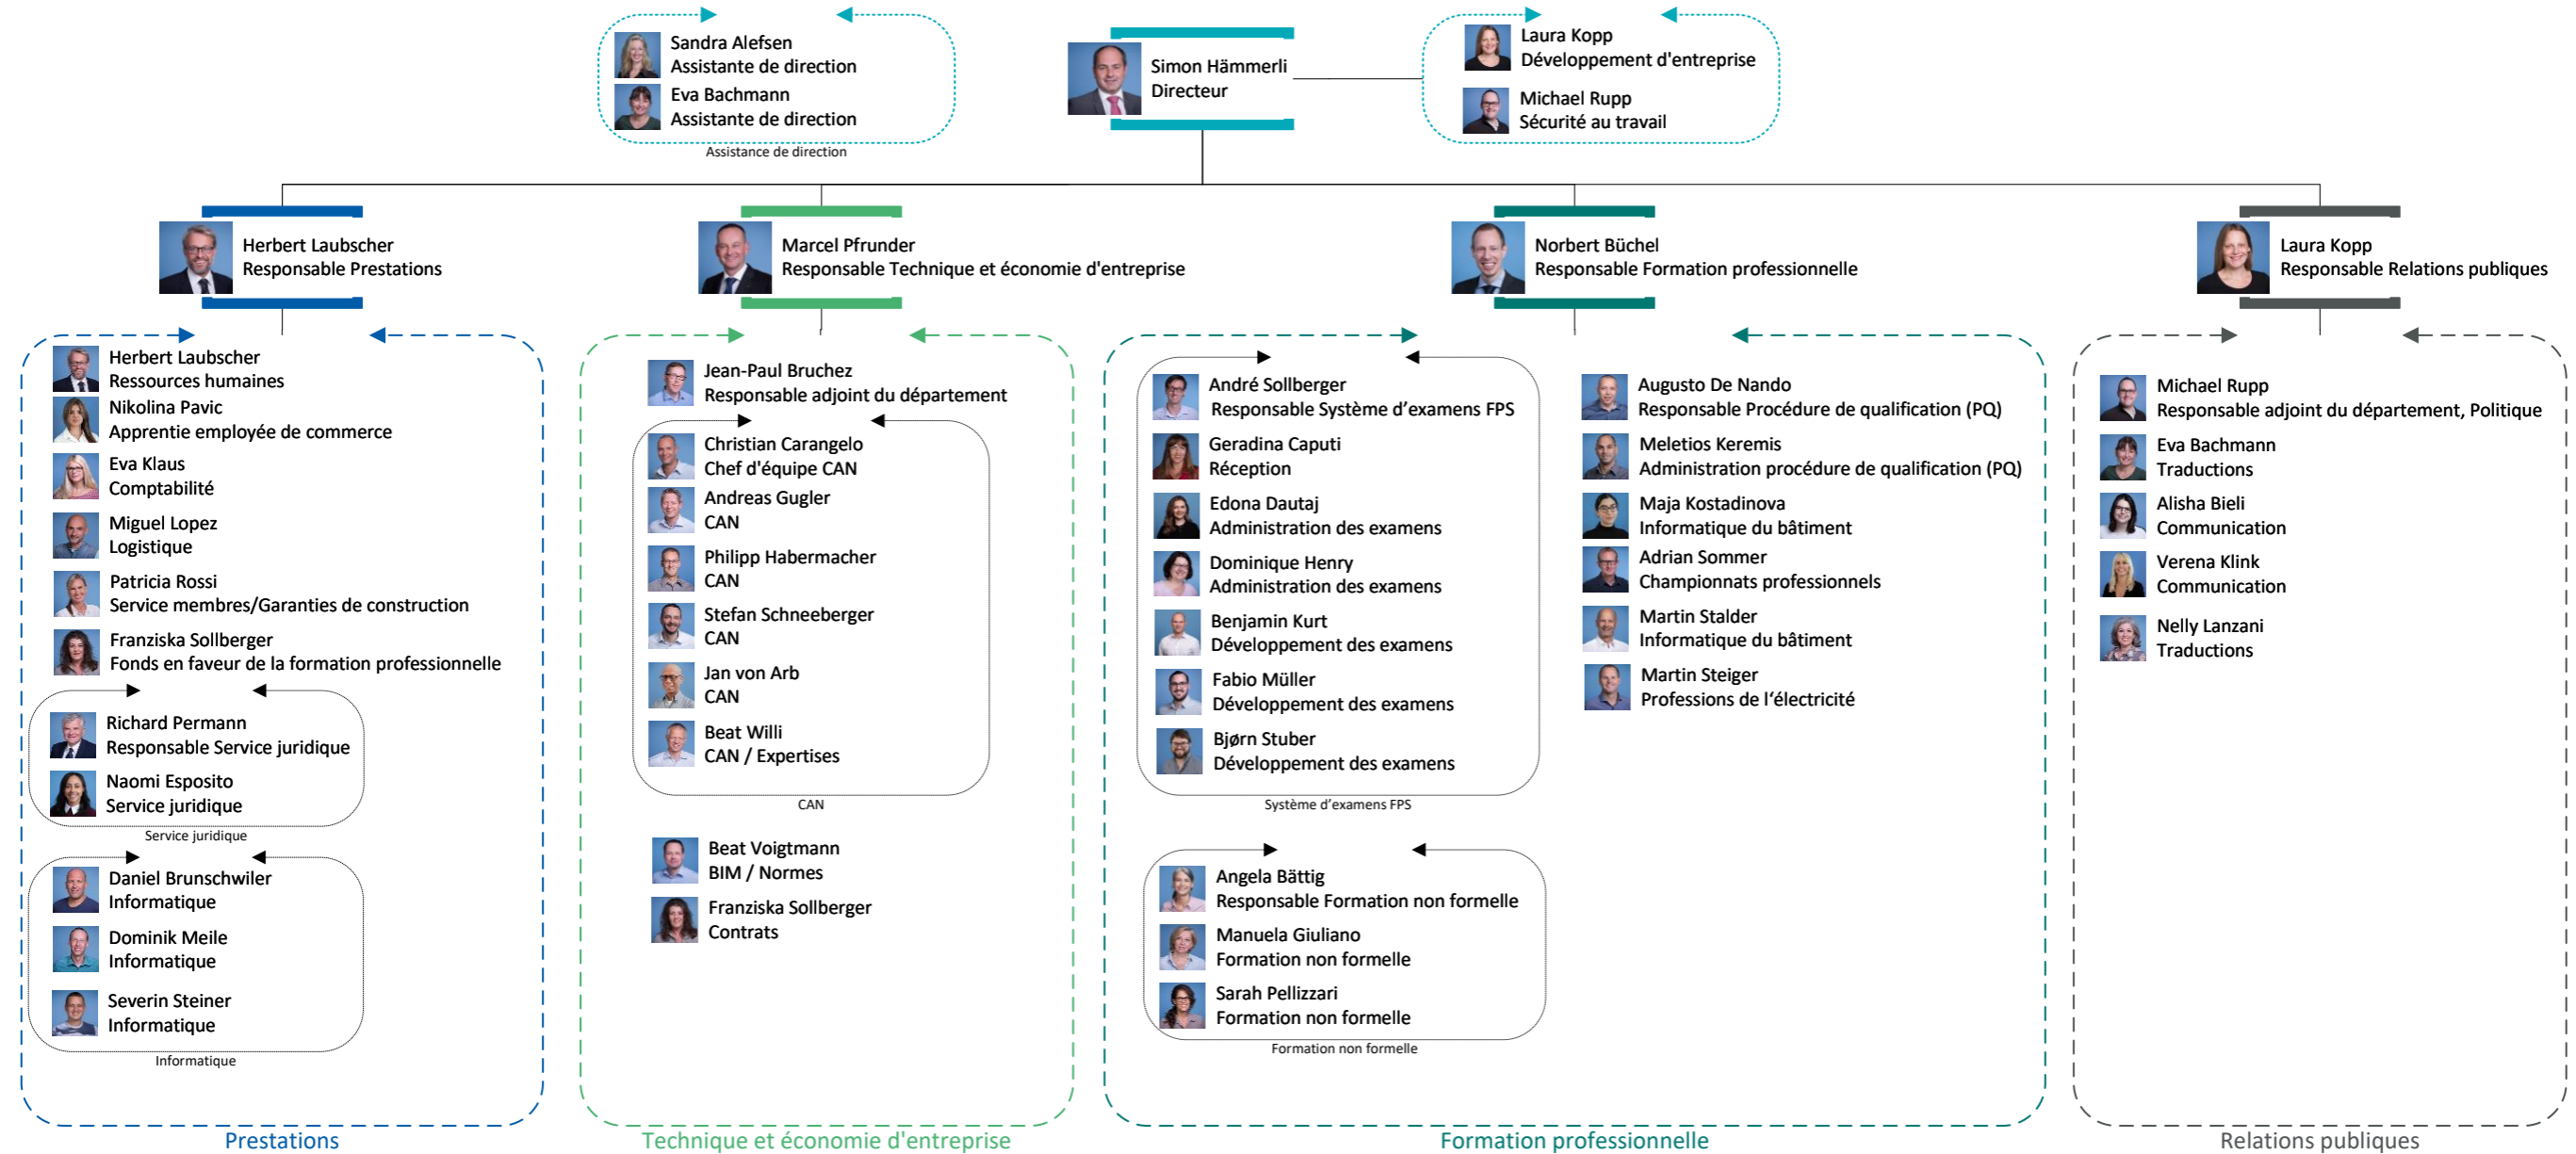 Sandra Alefsen
Assistante de direction
Eva Bachmann
Assistante de direction
Assistance de direction
Simon Hämmerli
Directeur
Laura Kopp
Développement d'entreprise
Michael Rupp
Sécurité au travail
Herbert Laubscher
Responsable Prestations
Marcel Pfrunder
Responsable Technique et économie d'entreprise
Norbert Büchel
Responsable Formation professionnelle
Laura Kopp
Responsable Relations publiques
Herbert Laubscher
Ressources humaines
Nikolina Pavic
Apprentie employée de commerce
Eva Klaus
Comptabilité
Miguel Lopez
Logistique
Patricia Rossi
Service membres/Garanties de construction
Franziska Sollberger
Fonds en faveur de la formation professionnelle
Richard Permann
Responsable Service juridique
Naomi Esposito
Service juridique
Service juridique
Daniel Brunschwiler
Informatique
Dominik Meile
Informatique
Severin Steiner
Informatique
Informatique
Prestations
Jean-Paul Bruchez
Responsable adjoint du département
Christian Carangelo
Chef d'équipe CAN
Andreas Gugler
CAN
Philipp Habermacher
CAN
Stefan Schneeberger
CAN
Jan von Arb
CAN
Beat Willi
CAN / Expertises
CAN
Beat Voigtmann
BIM / Normes
Franziska Sollberger
Contrats
Technique et économie d'entreprise
André Sollberger
Responsable Système d’examens FPS
Geradina Caputi
Réception
Edona Dautaj
Administration des examens
Dominique Henry
Administration des examens
Benjamin Kurt
Développement des examens
Fabio Müller
Développement des examens
Bjørn Stuber
Développement des examens
Système d’examens FPS
Angela Bättig
Responsable Formation non formelle
Manuela Giuliano
Formation non formelle
Sarah Pellizzari
Formation non formelle
Formation non formelle
Augusto De Nando
Responsable Procédure de qualification (PQ)
Meletios Keremis
Administration procédure de qualification (PQ)
Maja Kostadinova
Informatique du bâtiment
Adrian Sommer
Championnats professionnels
Martin Stalder
Informatique du bâtiment
Martin Steiger
Professions de l‘électricité
Formation professionnelle
Michael Rupp
Responsable adjoint du département, Politique
Eva Bachmann
Traductions
Alisha Bieli
Communication
Verena Klink
Communication
Nelly Lanzani
Traductions
Relations publiques